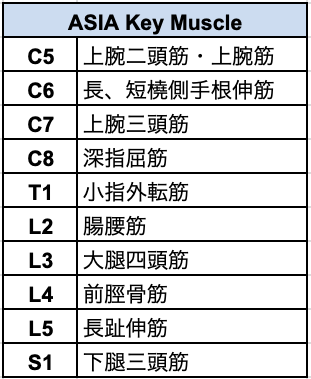 ASIA Key Muscle
C5 上腕二頭筋・上腕筋
C6 長、短橈側手根伸筋
C7 上腕三頭筋
C8 深指屈筋
T1 小指外転筋
L2 腸腰筋
L3 大腿四頭筋
L4 前脛骨筋
L5 長趾伸筋
S1 下腿三頭筋